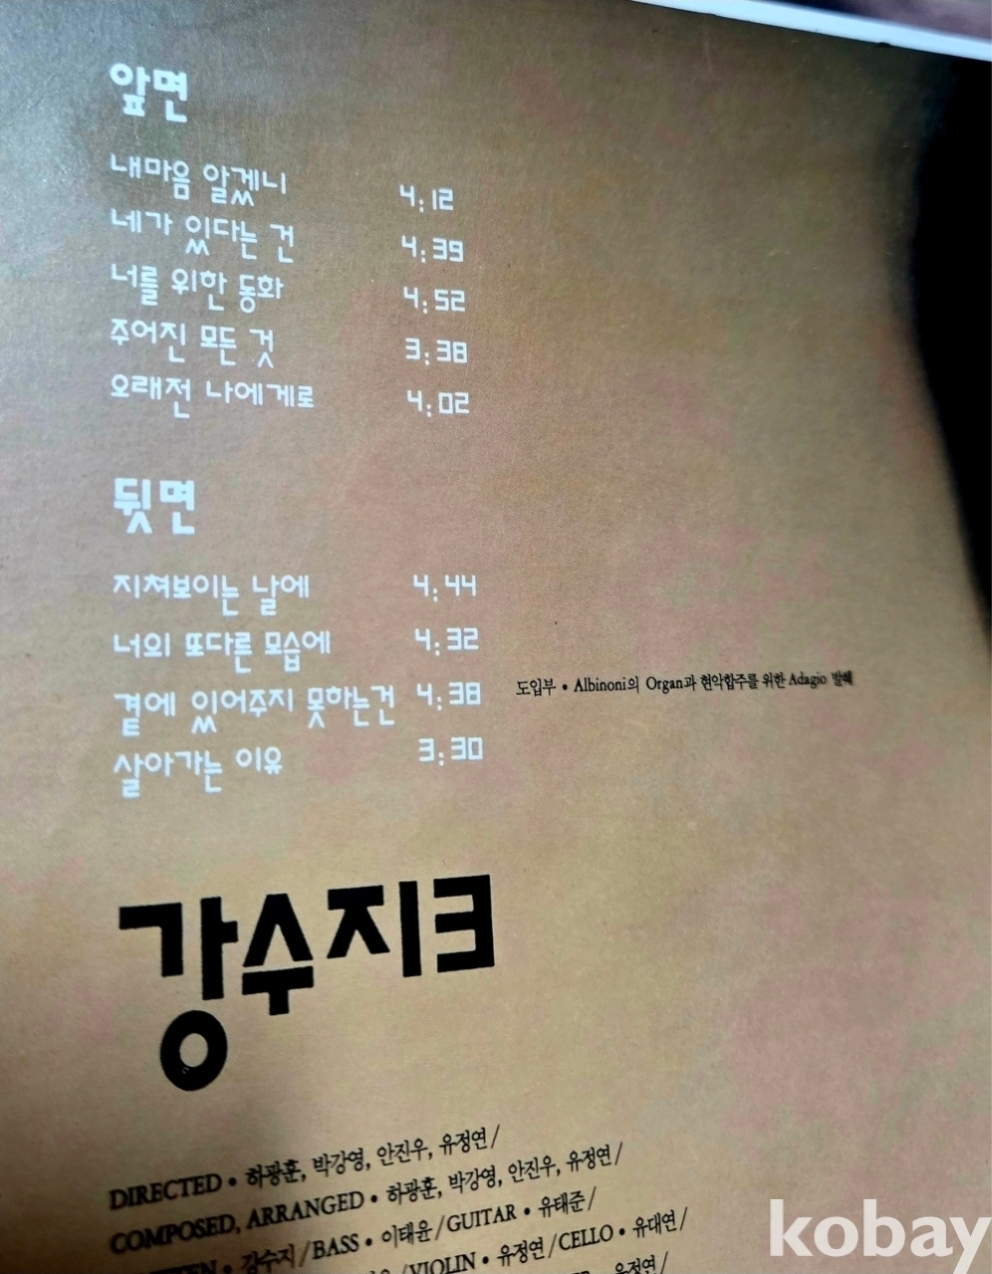 앞면
내마음 알겠니 4:12
네가 있다는 건 4:39
너를 위한 동화 4:52
주어진 모든 것 3:38
오래전 나에게로 4:02
뒷면
지쳐보이는 날에 4:44
너의 또다른 모습에 4:32
곁에 있어주지 못하는건 4:38 도입부 • Albinoni의 Organ과 현악합주를 위한 Adagio 발췌
살아가는 이유 3:30
강수지3
DIRECTED • 하광훈, 박강영, 안진우, 유정연/
COMPOSED, ARRANGED • 하광훈, 박강영, 안진우, 유정연/
• 강수지/BASS • 이태윤/GUITAR • 유태준/
/VIOLIN • 유정연/CELLO • 유대연/
유정연/
kobay